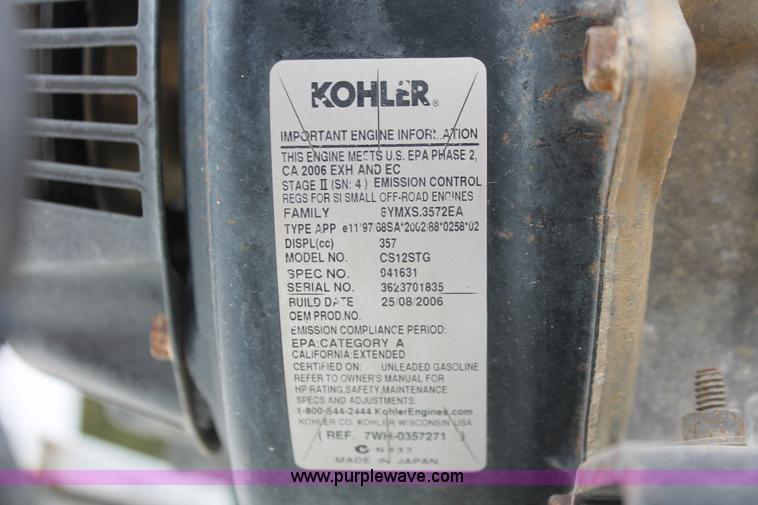 KOHLER®
IMPORTANT ENGINE INFORMATION
THIS ENGINE MEETS U.S. EPA PHASE 2,
CA 2006 EXH AND EC
STAGE II (SN: 4) EMISSION CONTROL
REGS FOR SI SMALL OFF-ROAD ENGINES
FAMILY 6YMXS.3572EA
TYPE APP e11*97/68SA*2002/88*0258*02
DISPL(cc) 357
MODEL NO. CS12STG
SPEC NO. 941631
SERIAL NO. 3623701835
BUILD DATE 25/08/2006
OEM PROD.NO.
EMISSION COMPLIANCE PERIOD:
EPA:CATEGORY A
CALIFORNIA:EXTENDED
CERTIFIED ON: UNLEADED GASOLINE
REFER TO OWNER'S MANUAL FOR
HP RATING,SAFETY,MAINTENANCE
SPECS AND ADJUSTMENTS.
1-800-544-2444 KohlerEngines.com
KOHLER CO. KOHLER WISCONSIN USA
(REF. 7WH-0357271)
N432
MADE IN JAPAN
www.purplewave.com